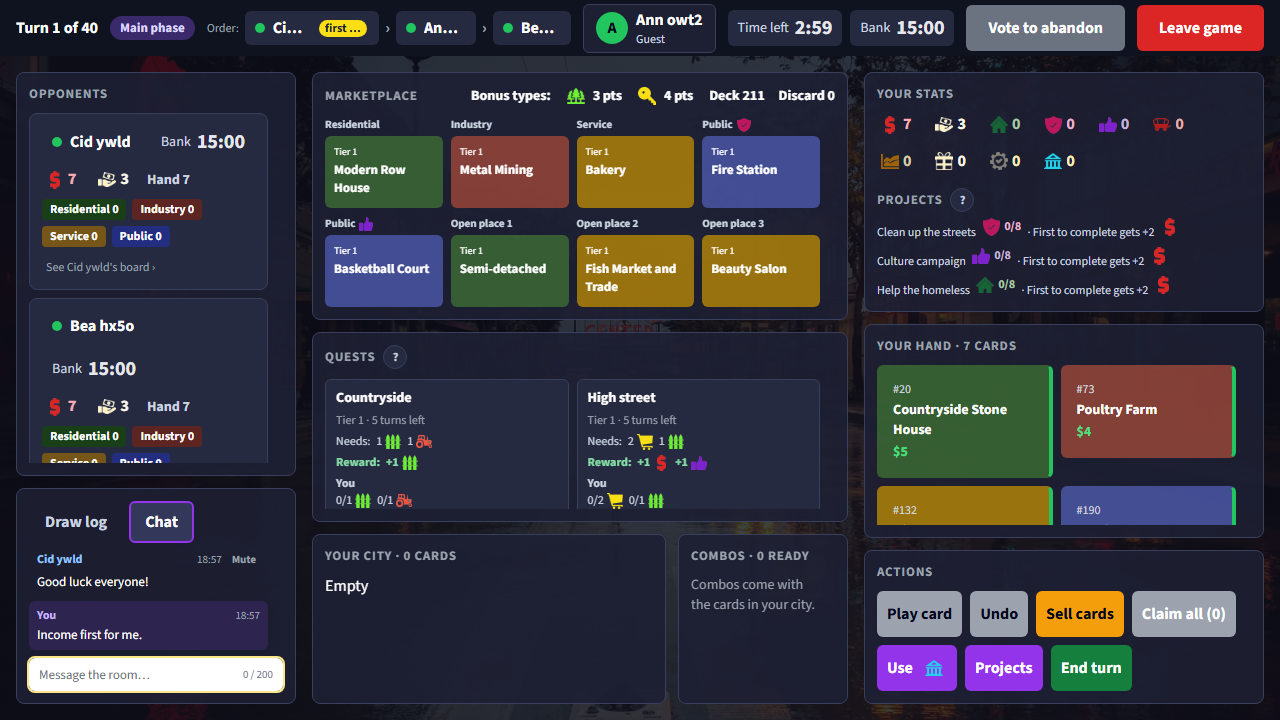 Turn 1 of 40 Main phase Order: Ci… first … › An… › Be… A Ann owt2 Guest Time left 2:59 Bank 15:00 Vote to abandon Leave game
OPPONENTS
Cid ywld Bank 15:00
7 3 Hand 7
Residential 0 Industry 0
Service 0 Public 0
See Cid ywld's board ›
Bea hx5o
Bank 15:00
7 3 Hand 7
Residential 0 Industry 0
Service 0 Public 0
Draw log Chat
Cid ywld 18:57 Mute
Good luck everyone!
You 18:57
Income first for me.
Message the room… 0 / 200
MARKETPLACE Bonus types: 3 pts 4 pts Deck 211 Discard 0
Residential Industry Service Public
Tier 1 Tier 1 Tier 1 Tier 1
Modern Row House Metal Mining Bakery Fire Station
Public Open place 1 Open place 2 Open place 3
Tier 1 Tier 1 Tier 1 Tier 1
Basketball Court Semi-detached Fish Market and Trade Beauty Salon
QUESTS ?
Countryside
Tier 1 · 5 turns left
Needs: 1 1
Reward: +1
You
0/1 0/1
High street
Tier 1 · 5 turns left
Needs: 2 1
Reward: +1 +1
You
0/2 0/1
YOUR CITY · 0 CARDS
Empty
COMBOS · 0 READY
Combos come with
the cards in your city.
YOUR STATS
7 3 0 0 0 0
0 0 0 0
PROJECTS ?
Clean up the streets 0/8 · First to complete gets +2
Culture campaign 0/8 · First to complete gets +2
Help the homeless 0/8 · First to complete gets +2
YOUR HAND · 7 CARDS
#20
Countryside Stone
House
$5
#73
Poultry Farm
$4
#132 #190
ACTIONS
Play card Undo Sell cards Claim all (0)
Use Projects End turn